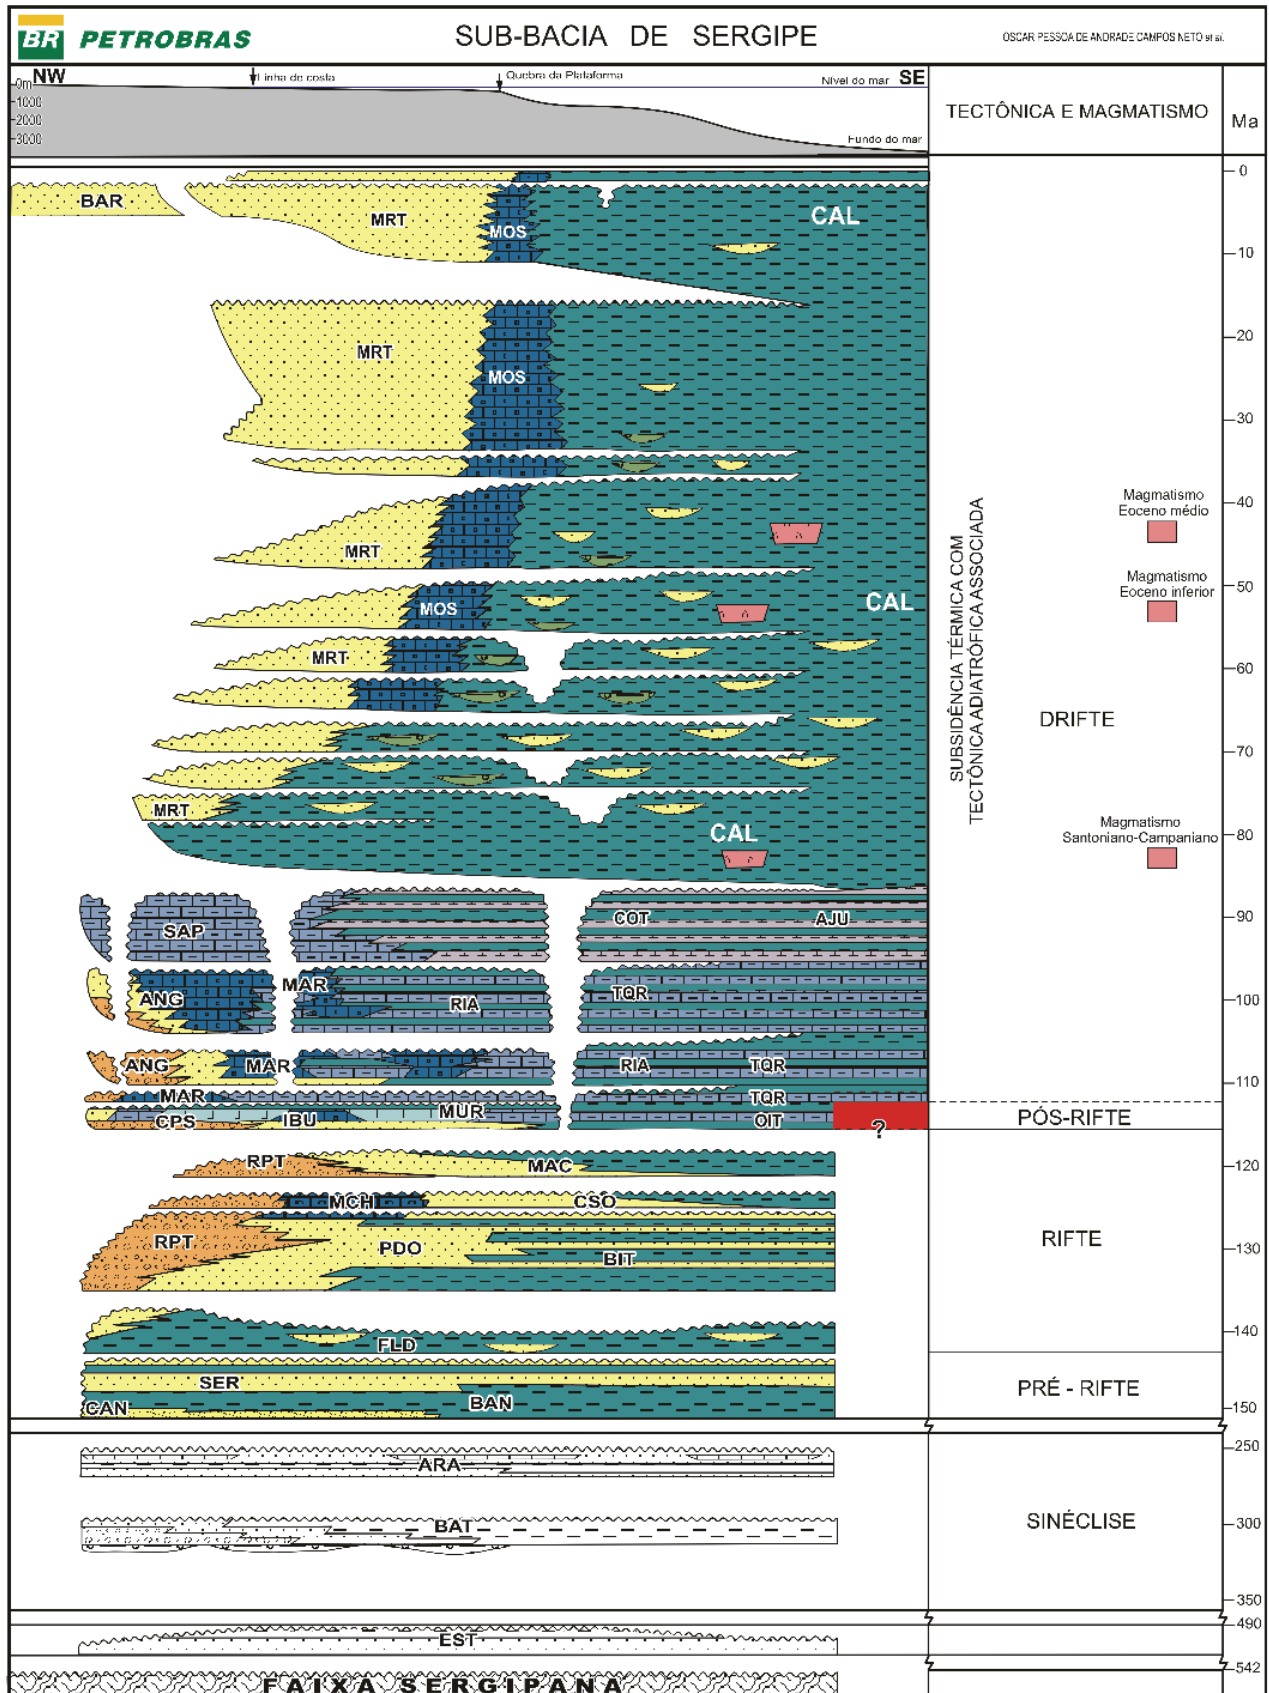 BR PETROBRAS
SUB-BACIA DE SERGIPE
OSCAR PESSOA DE ANDRADE CAMPOS NETO et al.
NW
Linha de costa
Quebra da Plataforma
Nível do mar
SE
0m
1000
2000
3000
Fundo do mar
TECTÔNICA E MAGMATISMO
Ma
0
BAR
MRT
MOS
CAL
10
20
MRT
MOS
30
40
Magmatismo
Eoceno médio
MRT
50
Magmatismo
Eoceno inferior
MOS
CAL
MRT
60
SUBSIDÊNCIA TÉRMICA COM
TECTÔNICA ADIATRÓFICA ASSOCIADA
DRIFTE
70
MRT
CAL
Magmatismo
Santoniano-Campaniano
80
SAP
COT
AJU
90
ANG
MAR
RIA
TQR
100
ANG
MAR
RIA
TQR
110
MAR
TQR
CPS
IBU
MUR
OIT
?
PÓS-RIFTE
RPT
MAC
120
MCH
CSO
RPT
PDO
BIT
RIFTE
130
FLD
140
SER
CAN
BAN
PRÉ - RIFTE
150
ARA
250
BAT
SINÉCLISE
300
350
490
EST
542
FAIXA SERGIPANA